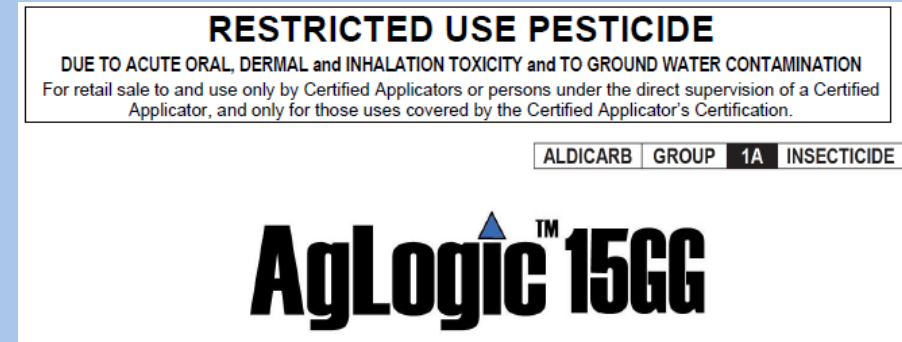 RESTRICTED USE PESTICIDE
DUE TO ACUTE ORAL, DERMAL and INHALATION TOXICITY and TO GROUND WATER CONTAMINATION
For retail sale to and use only by Certified Applicators or persons under the direct supervision of a Certified
Applicator, and only for those uses covered by the Certified Applicator's Certification.
ALDICARB GROUP 1A INSECTICIDE
AgLogic™ 15GG